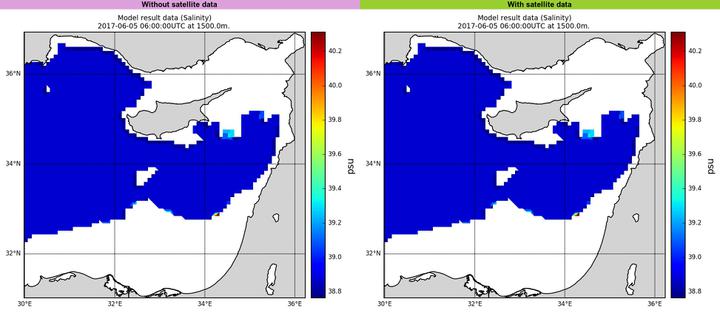 Without satellite data
With satellite data
Model result data (Salinity)
2017-06-05 06:00:00UTC at 1500.0m.
36°N
34°N
32°N
30°E
32°E
34°E
36°E
40.2
40.0
39.8
39.6
39.4
39.2
39.0
38.8
psu
Model result data (Salinity)
2017-06-05 06:00:00UTC at 1500.0m.
36°N
34°N
32°N
30°E
32°E
34°E
36°E
40.2
40.0
39.8
39.6
39.4
39.2
39.0
38.8
psu